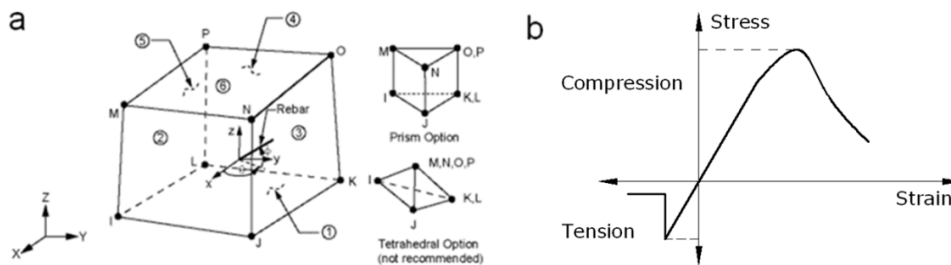 a
P
⑤
④
O
⑥
M
N
Rebar
②
③
z
y
x
L
K
I
J
①
Z
Y
X
M
O,P
N
I
K,L
J
Prism Option
M,N,O,P
I
K,L
J
Tetrahedral Option
(not recommended)
b
Stress
Compression
Strain
Tension